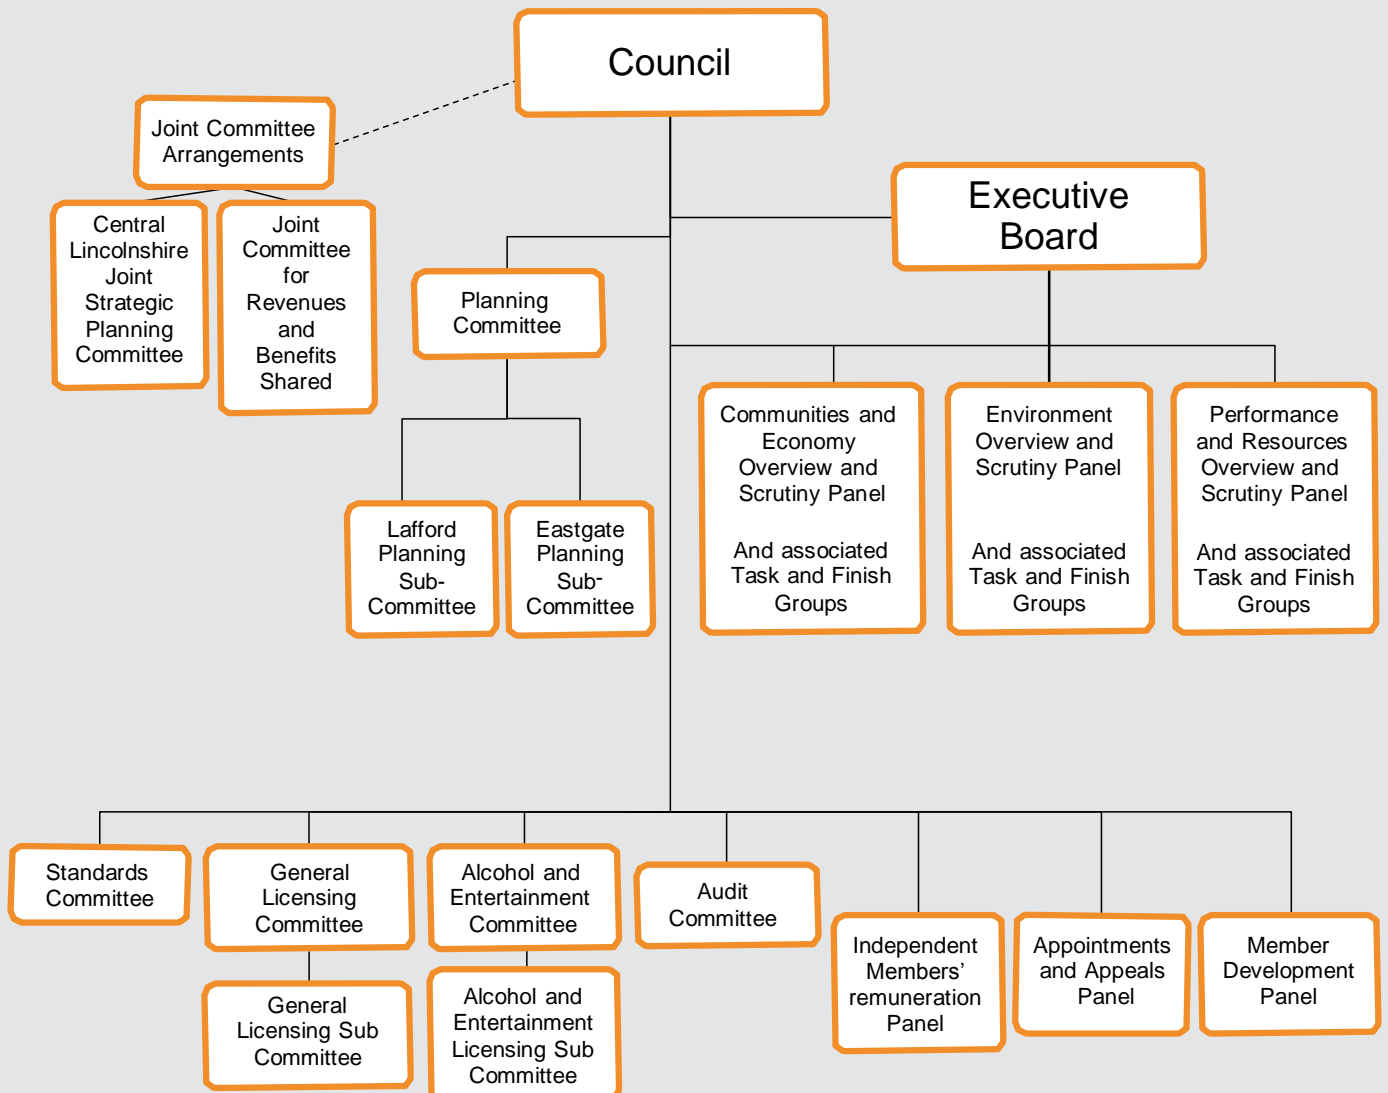 Council
Joint Committee
Arrangements
Executive
Board
Central
Lincolnshire
Joint
Strategic
Planning
Committee
Joint
Committee
for
Revenues
and
Benefits
Shared
Planning
Committee
Communities and
Economy
Overview and
Scrutiny Panel
And associated
Task and Finish
Groups
Environment
Overview and
Scrutiny Panel
And associated
Task and Finish
Groups
Performance
and Resources
Overview and
Scrutiny Panel
And associated
Task and Finish
Groups
Lafford
Planning
Sub-
Committee
Eastgate
Planning
Sub-
Committee
Standards
Committee
General
Licensing
Committee
Alcohol and
Entertainment
Committee
Audit
Committee
Independent
Members’
remuneration
Panel
Appointments
and Appeals
Panel
Member
Development
Panel
General
Licensing Sub
Committee
Alcohol and
Entertainment
Licensing Sub
Committee